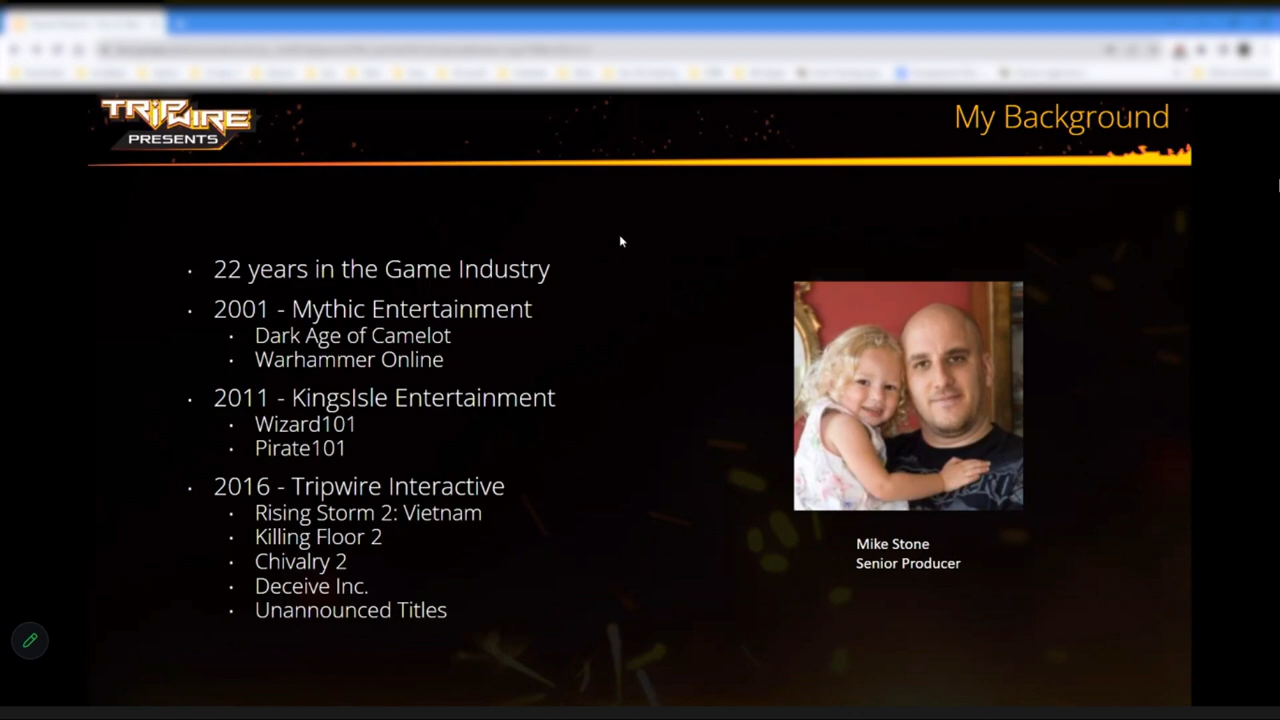 TRIPWIRE
PRESENTS
My Background
22 years in the Game Industry
2001 - Mythic Entertainment
Dark Age of Camelot
Warhammer Online
2011 - KingsIsle Entertainment
Wizard101
Pirate101
2016 - Tripwire Interactive
Rising Storm 2: Vietnam
Killing Floor 2
Chivalry 2
Deceive Inc.
Unannounced Titles
Mike Stone
Senior Producer